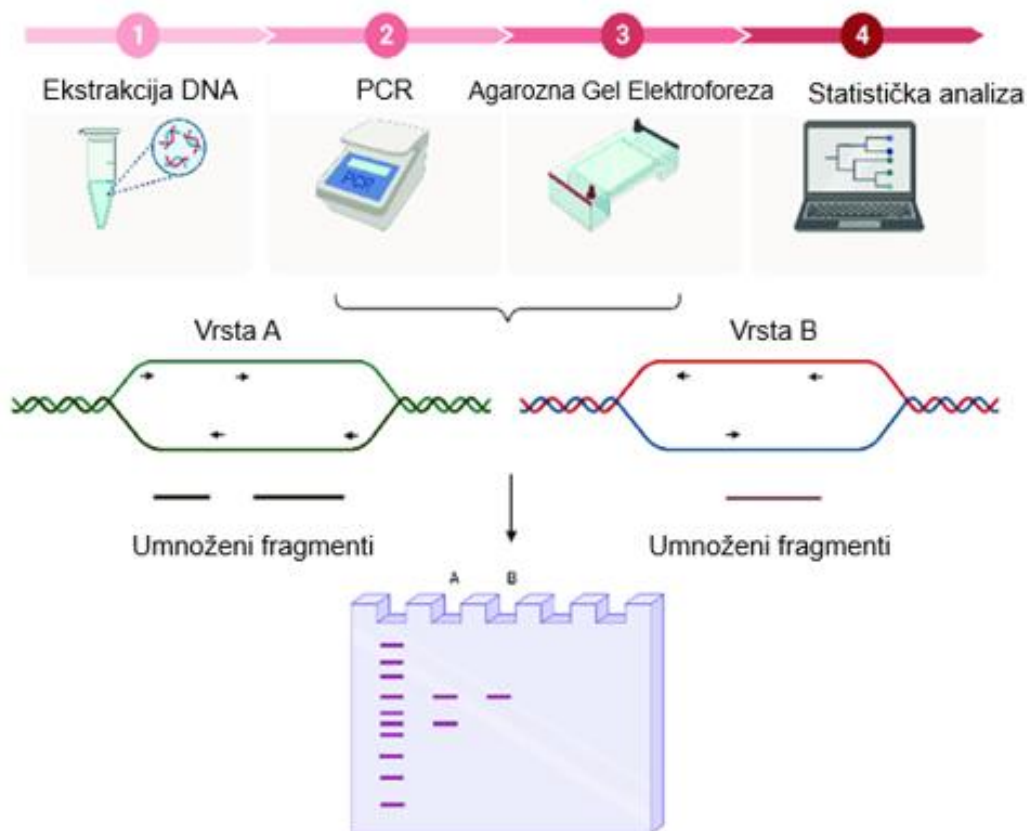 1 2 3 4
Ekstrakcija DNA PCR Agarozna Gel Elektroforeza Statistička analiza
PCR
Vrsta A Vrsta B
Umnoženi fragmenti Umnoženi fragmenti
A B